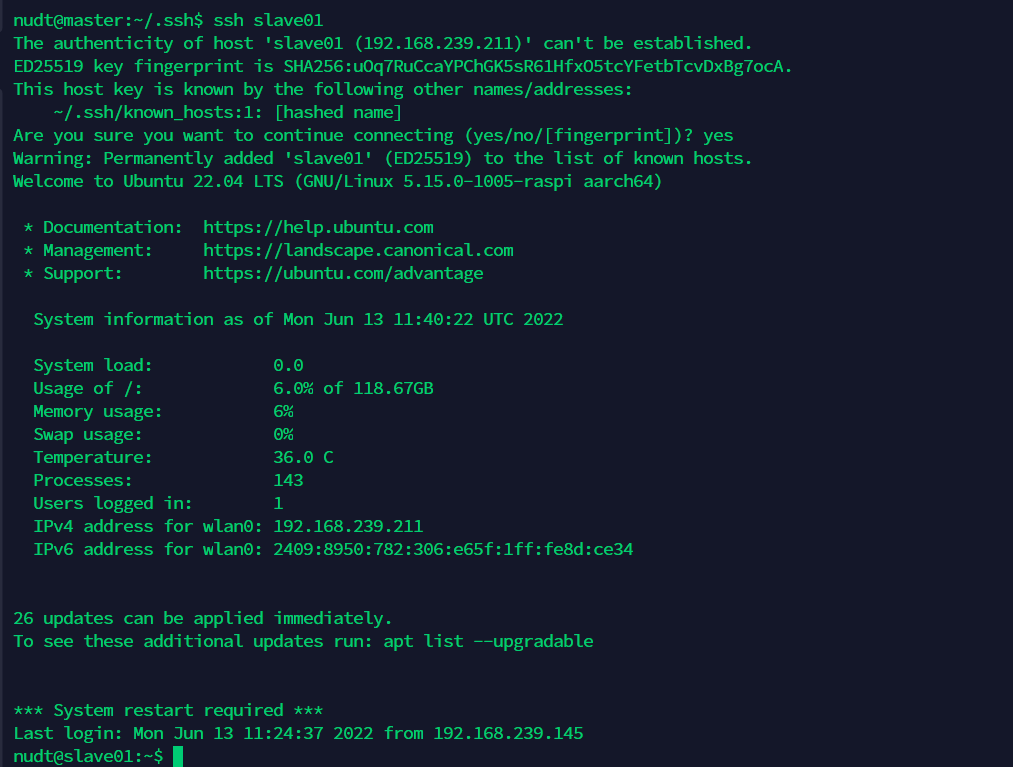 nudt@master:~/.ssh$ ssh slave01
The authenticity of host 'slave01 (192.168.239.211)' can't be established.
ED25519 key fingerprint is SHA256:uOq7RuCcaYPChGK5sR61HfxO5tcYFetbTcvDxBg7ocA.
This host key is known by the following other names/addresses:
    ~/.ssh/known_hosts:1: [hashed name]
Are you sure you want to continue connecting (yes/no/[fingerprint])? yes
Warning: Permanently added 'slave01' (ED25519) to the list of known hosts.
Welcome to Ubuntu 22.04 LTS (GNU/Linux 5.15.0-1005-raspi aarch64)
 * Documentation:  https://help.ubuntu.com
 * Management:     https://landscape.canonical.com
 * Support:        https://ubuntu.com/advantage
  System information as of Mon Jun 13 11:40:22 UTC 2022
  System load:            0.0
  Usage of /:             6.0% of 118.67GB
  Memory usage:           6%
  Swap usage:             0%
  Temperature:            36.0 C
  Processes:              143
  Users logged in:        1
  IPv4 address for wlan0: 192.168.239.211
  IPv6 address for wlan0: 2409:8950:782:306:e65f:1ff:fe8d:ce34
26 updates can be applied immediately.
To see these additional updates run: apt list --upgradable
*** System restart required ***
Last login: Mon Jun 13 11:24:37 2022 from 192.168.239.145
nudt@slave01:~$